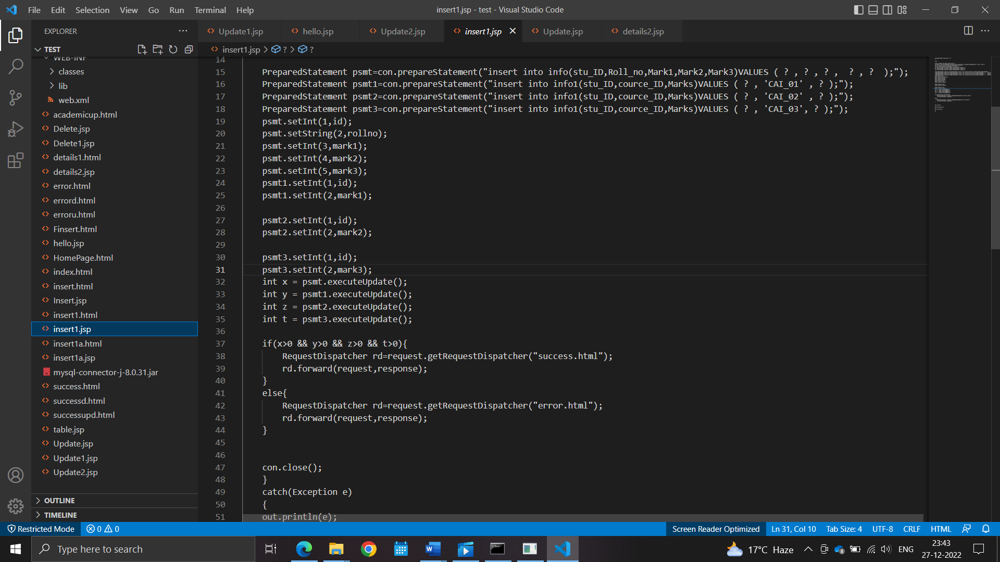 File Edit Selection View Go Run Terminal Help
insert1.jsp - test - Visual Studio Code
EXPLORER
Update1.jsp
hello.jsp
Update2.jsp
insert1.jsp
Update.jsp
details2.jsp
TEST
insert1.jsp > ? > ?
WEB-INF
classes
lib
web.xml
academicup.html
Delete.jsp
Delete1.jsp
details1.html
details2.jsp
error.html
errord.html
erroru.html
Finsert.html
hello.jsp
HomePage.html
index.html
insert.html
Insert.jsp
insert1.html
insert1.jsp
insert1a.html
insert1a.jsp
mysql-connector-j-8.0.31.jar
success.html
successd.html
successupd.html
table.jsp
Update.jsp
Update1.jsp
Update2.jsp
OUTLINE
TIMELINE
14
15 PreparedStatement psmt=con.prepareStatement("insert into info(stu_ID,Roll_no,Mark1,Mark2,Mark3)VALUES ( ? , ? , ? ,  ? , ?  );");
16 PreparedStatement psmt1=con.prepareStatement("insert into info1(stu_ID,cource_ID,Marks)VALUES ( ? , 'CAI_01' , ? );");
17 PreparedStatement psmt2=con.prepareStatement("insert into info1(stu_ID,cource_ID,Marks)VALUES ( ? , 'CAI_02' , ? );");
18 PreparedStatement psmt3=con.prepareStatement("insert into info1(stu_ID,cource_ID,Marks)VALUES ( ? , 'CAI_03', ? );");
19 psmt.setInt(1,id);
20 psmt.setString(2,rollno);
21 psmt.setInt(3,mark1);
22 psmt.setInt(4,mark2);
23 psmt.setInt(5,mark3);
24 psmt1.setInt(1,id);
25 psmt1.setInt(2,mark1);
26
27 psmt2.setInt(1,id);
28 psmt2.setInt(2,mark2);
29
30 psmt3.setInt(1,id);
31 psmt3.setInt(2,mark3);
32 int x = psmt.executeUpdate();
33 int y = psmt1.executeUpdate();
34 int z = psmt2.executeUpdate();
35 int t = psmt3.executeUpdate();
36
37 if(x>0 && y>0 && z>0 && t>0){
38 RequestDispatcher rd=request.getRequestDispatcher("success.html");
39 rd.forward(request,response);
40 }
41 else{
42 RequestDispatcher rd=request.getRequestDispatcher("error.html");
43 rd.forward(request,response);
44 }
45
46
47 con.close();
48 }
49 catch(Exception e)
50 {
51 out.println(e);
Restricted Mode 0 0 Screen Reader Optimized Ln 31, Col 10 Tab Size: 4 UTF-8 CRLF HTML
Type here to search
17°C Haze
ENG
23:43
27-12-2022